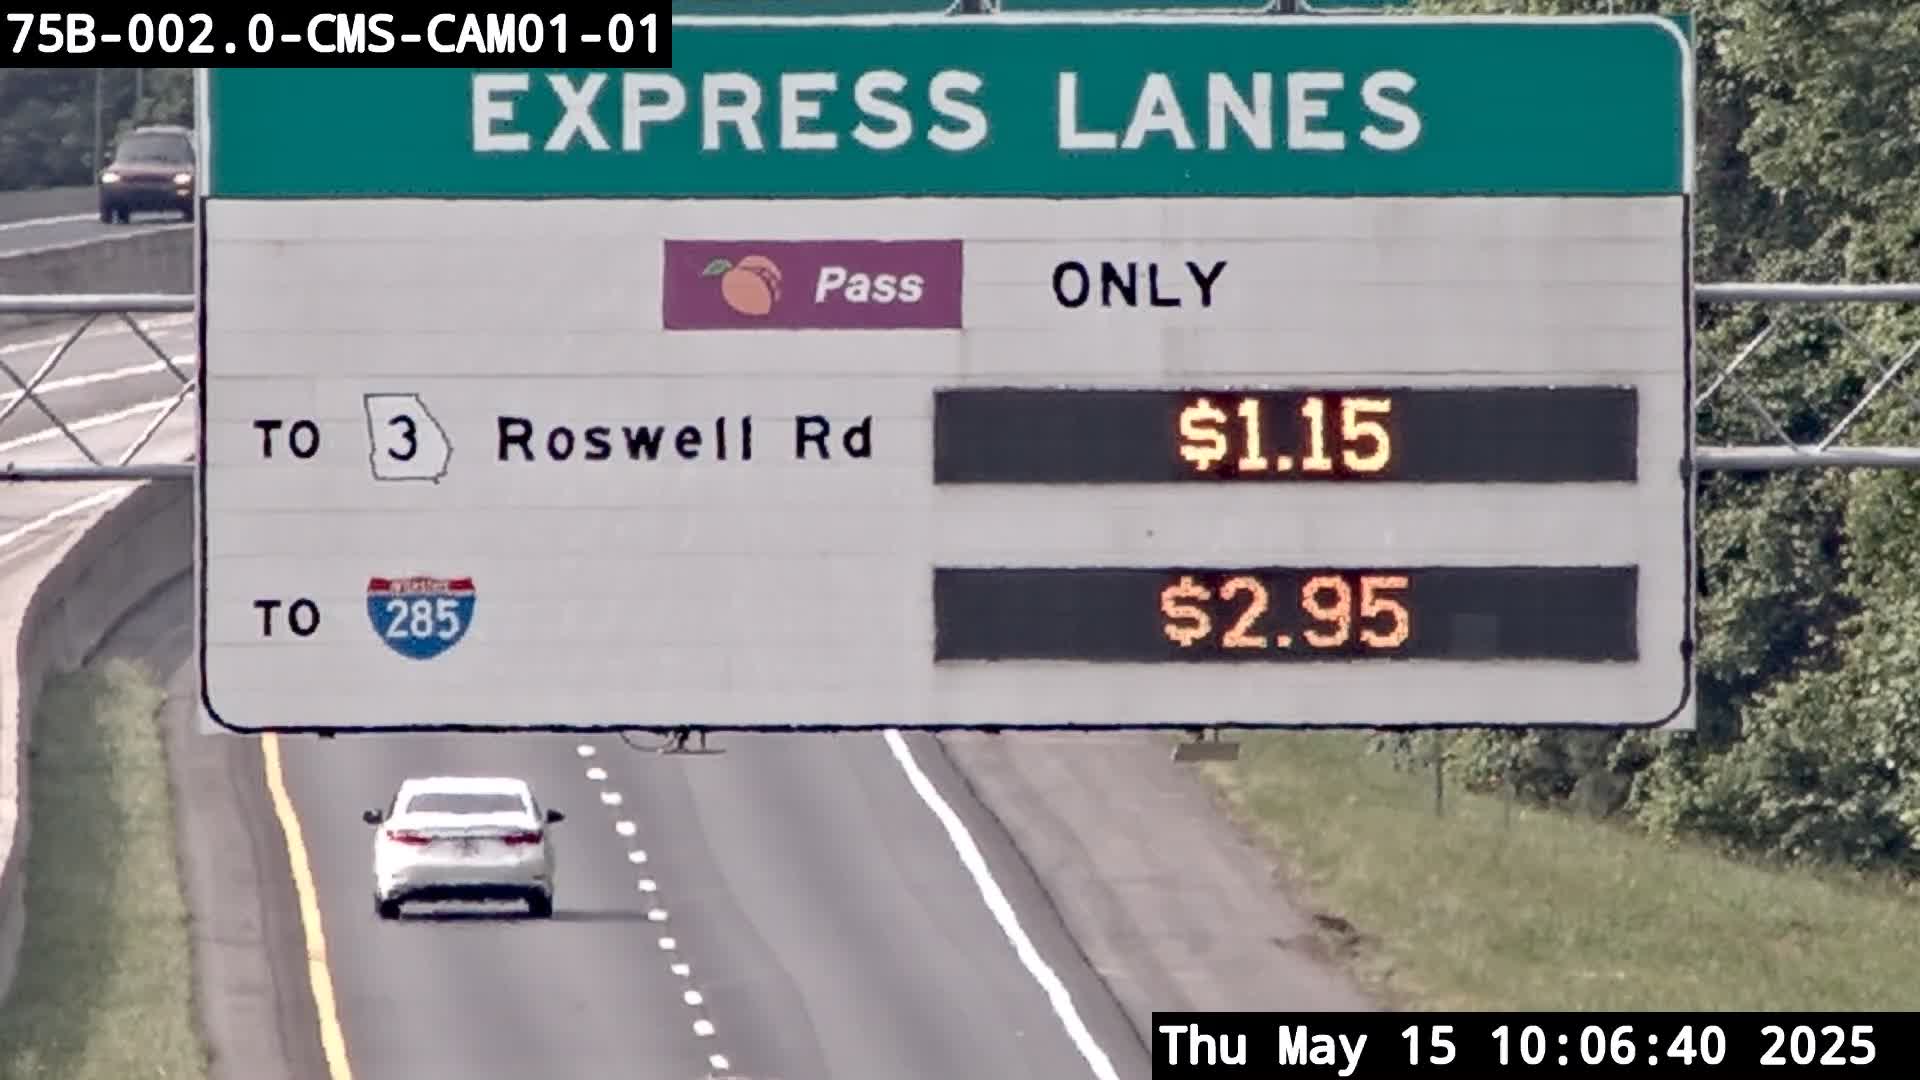 75B-002.0-CMS-CAM01-01
EXPRESS LANES
Pass ONLY
TO 3 Roswell Rd $1.15
TO INTERSTATE 285 $2.95
Thu May 15 10:06:40 2025